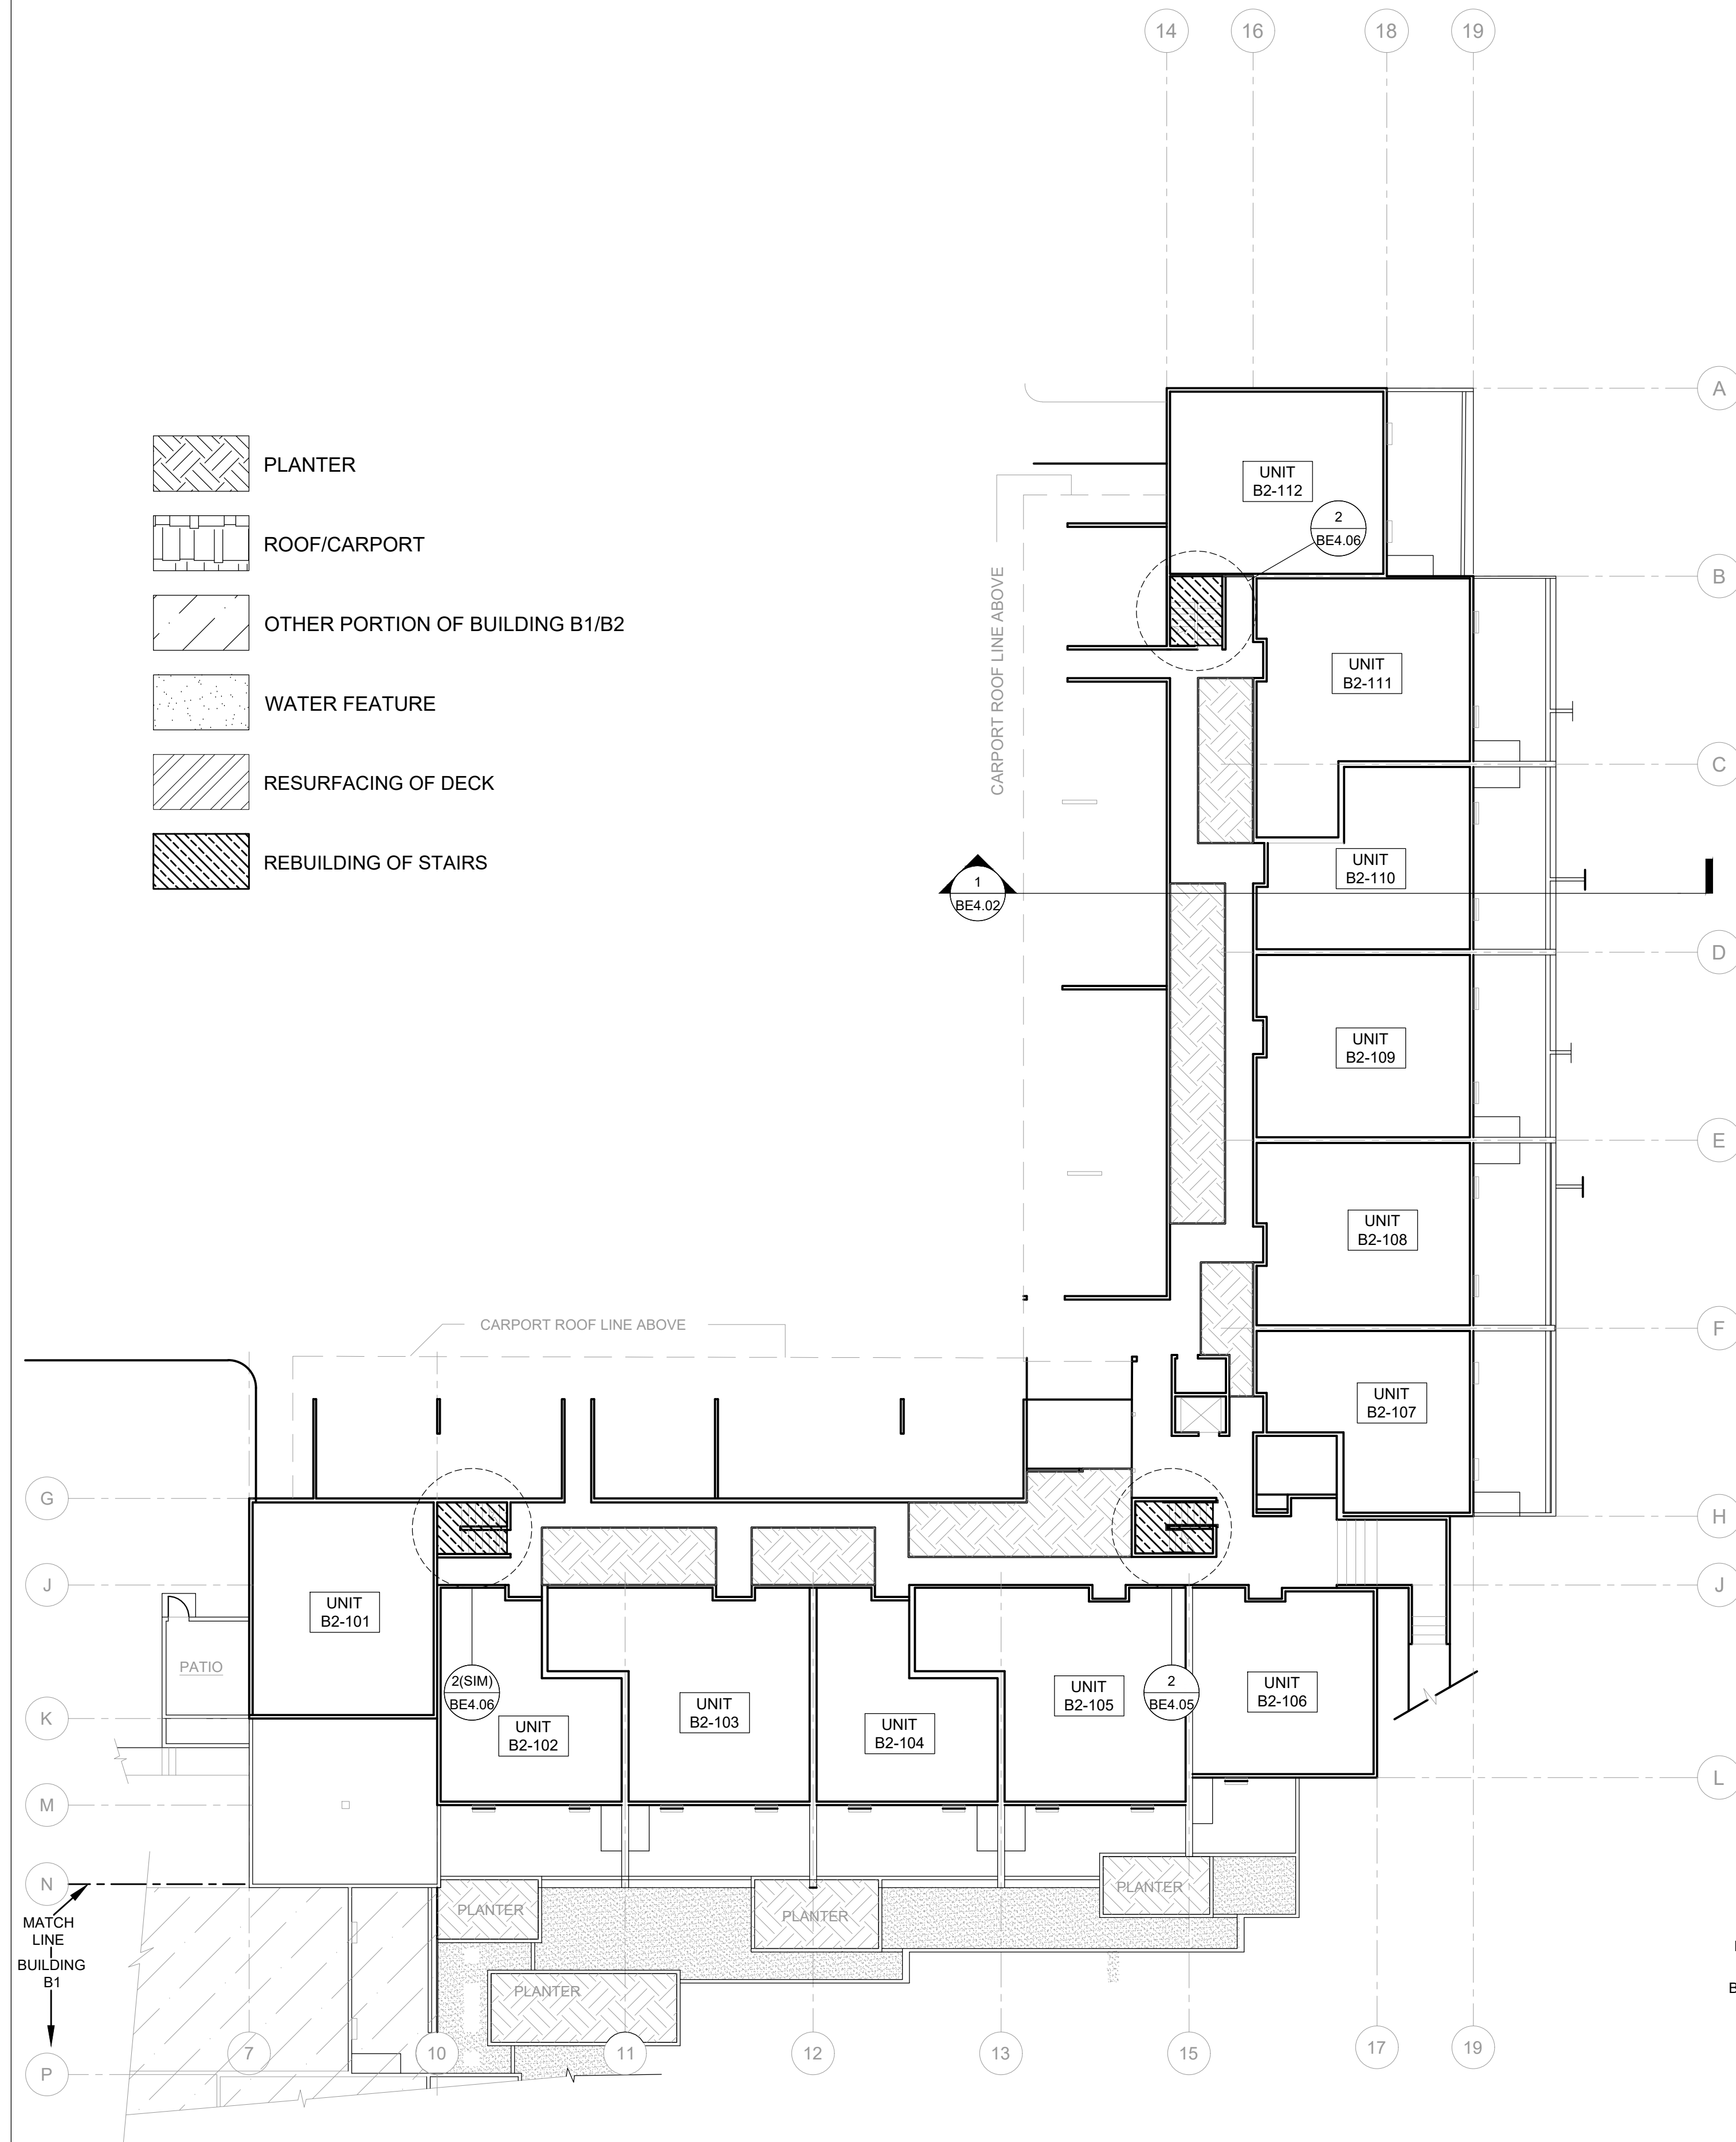 14
16
18
19
A
PLANTER
ROOF/CARPORT
OTHER PORTION OF BUILDING B1/B2
WATER FEATURE
RESURFACING OF DECK
REBUILDING OF STAIRS
UNIT
B2-112
2
BE4.06
B
CARPORT ROOF LINE ABOVE
UNIT
B2-111
C
UNIT
B2-110
1
BE4.02
D
UNIT
B2-109
E
UNIT
B2-108
F
CARPORT ROOF LINE ABOVE
UNIT
B2-107
G
H
J
J
UNIT
B2-101
PATIO
2(SIM)
BE4.06
UNIT
B2-102
UNIT
B2-103
UNIT
B2-104
UNIT
B2-105
2
BE4.05
UNIT
B2-106
K
L
M
N
MATCH
LINE
BUILDING
B1
PLANTER
PLANTER
PLANTER
PLANTER
P
7
10
11
12
13
15
17
19